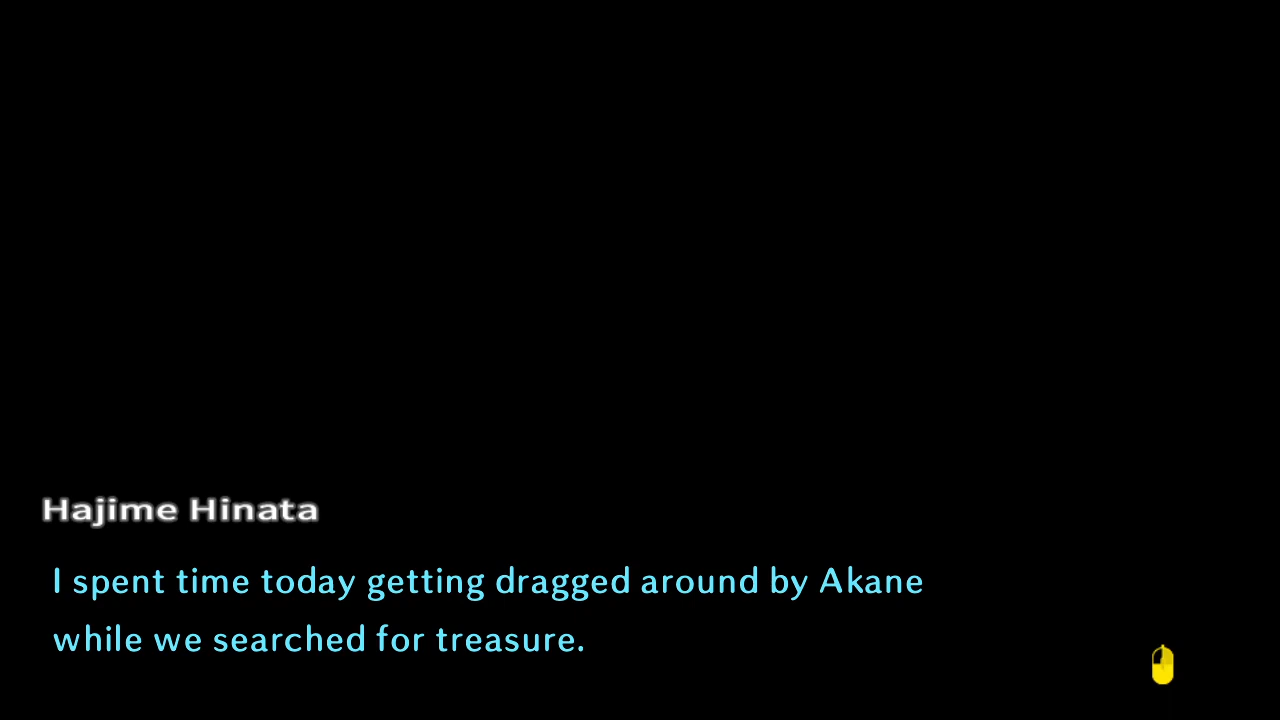 Hajime Hinata
I spent time today getting dragged around by Akane
while we searched for treasure.